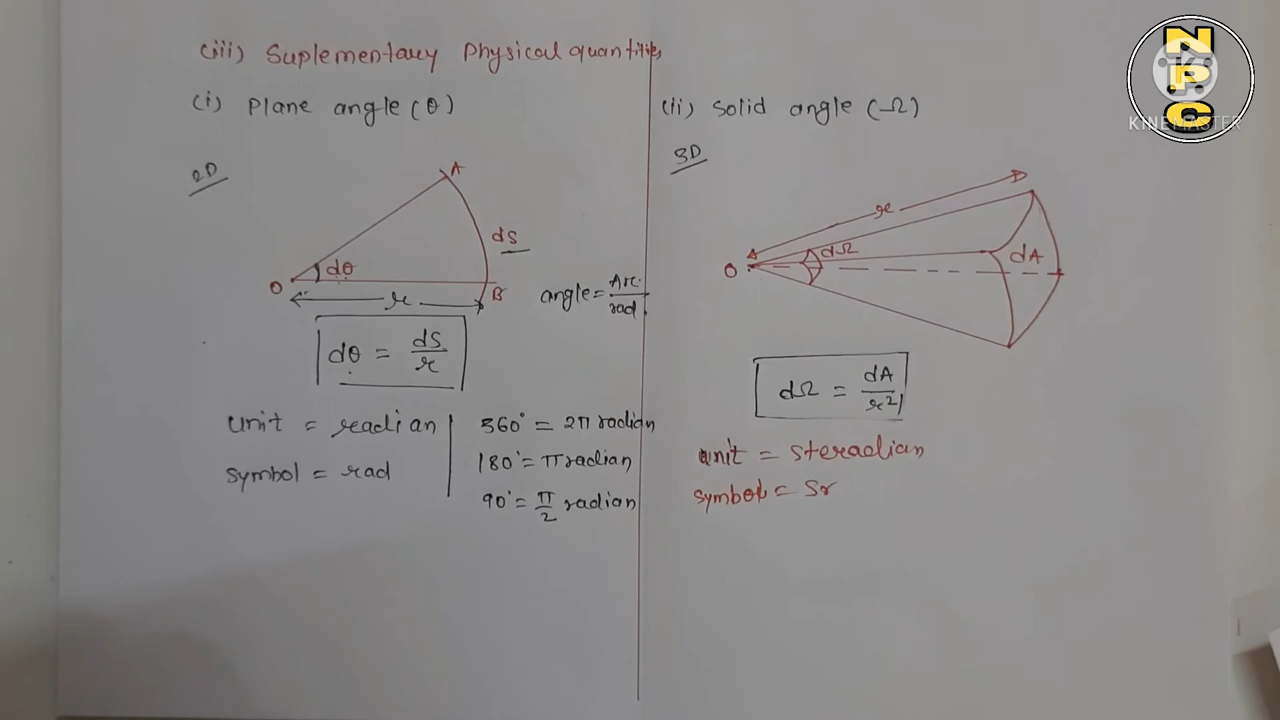 (iii) Suplementary Physical quantities
(i) Plane angle (θ)
2D
A
dS
dθ
O
B
r
angle = Arc / rad
dθ = dS / r
unit = readian
symbol = rad
360° = 2π radian
180° = π radian
90° = π/2 radian
(ii) Solid angle (Ω)
3D
r
dΩ
O
dA
dΩ = dA / r²
unit = steradian
symbol = Sr
NPC
KINEMASTER